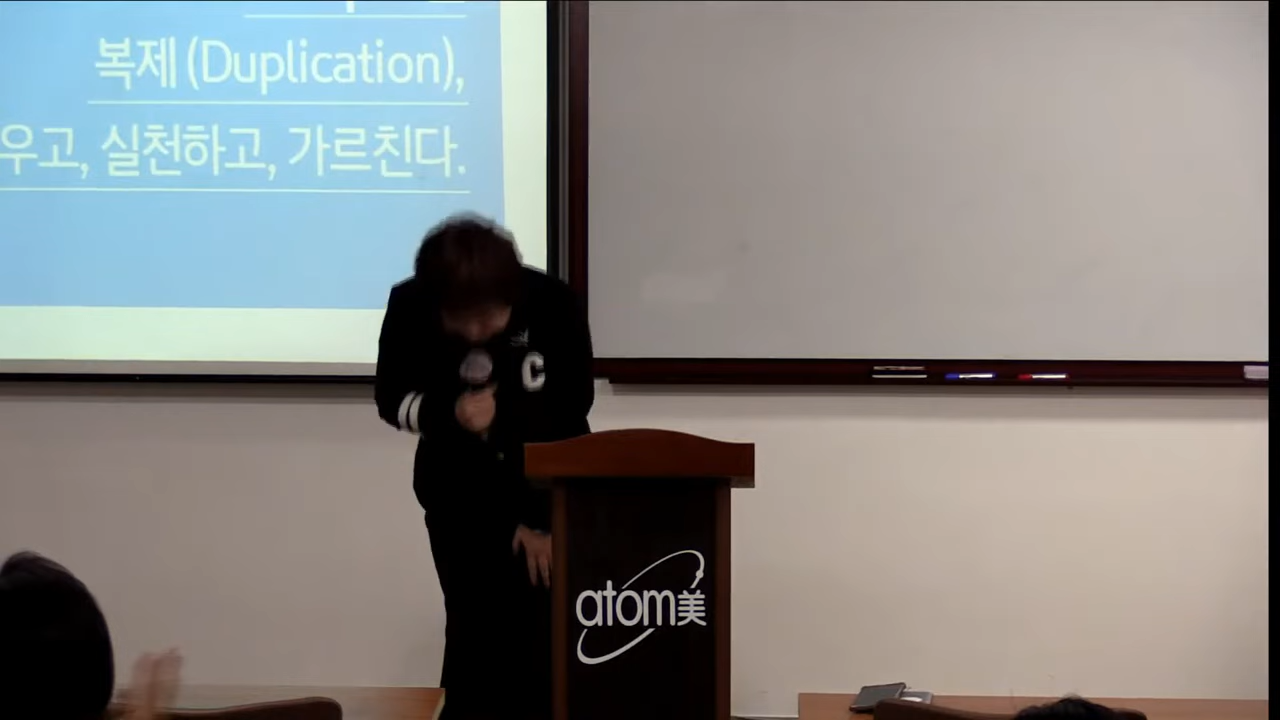 복제 (Duplication),
우고, 실천하고, 가르친다.
C
atom美